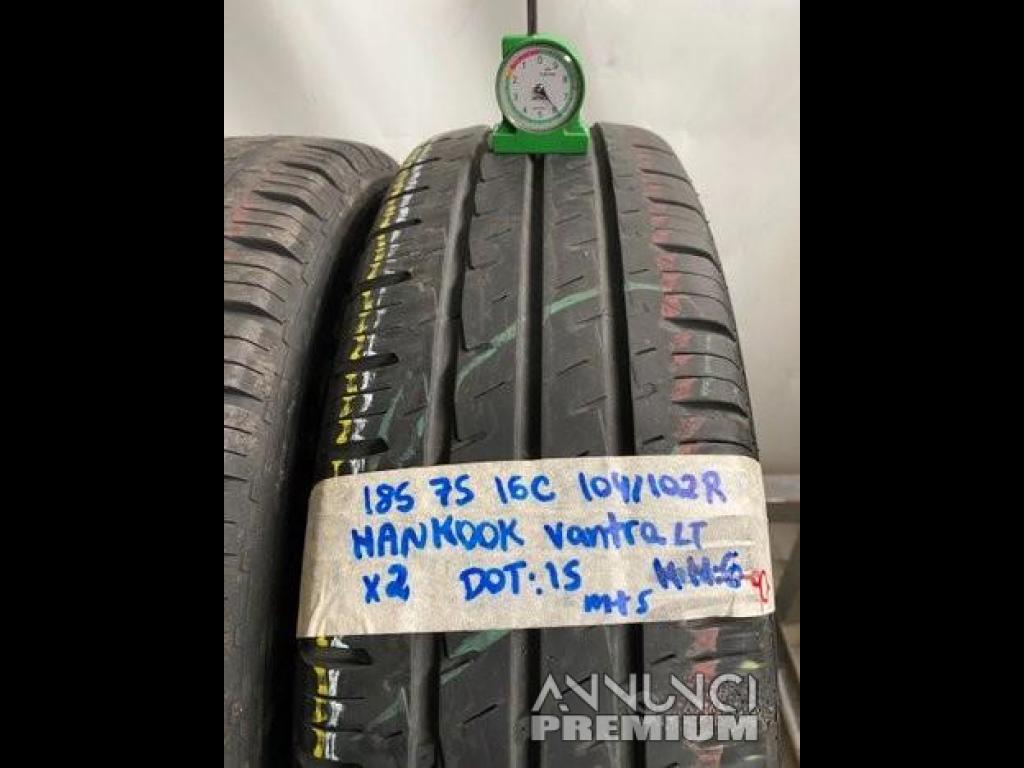 185 75 16C 104/102R
HANKOOK Vantra LT
X2 DOT: 15
m+s
ANNUNCI
PREMIUM